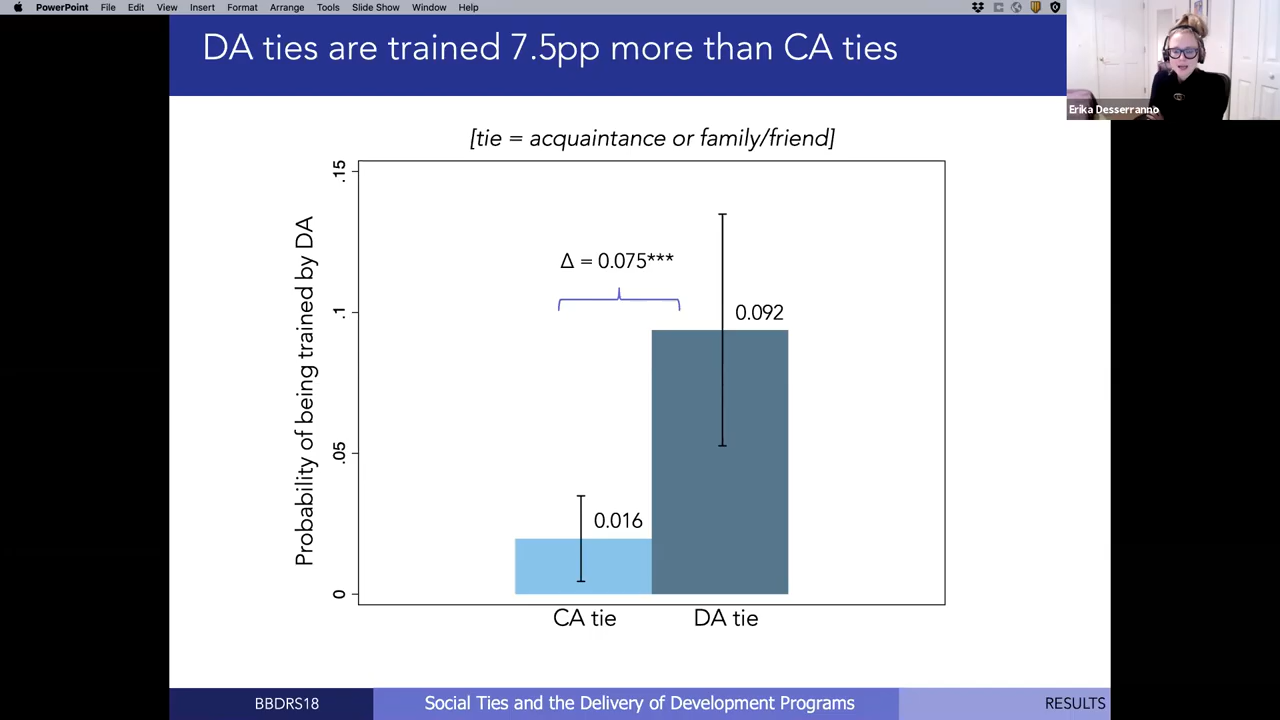 PowerPoint File Edit View Insert Format Arrange Tools Slide Show Window Help
DA ties are trained 7.5pp more than CA ties
Erika Desserranno
[tie = acquaintance or family/friend]
Probability of being trained by DA
.15
.1
.05
0
Δ = 0.075***
0.092
0.016
CA tie
DA tie
BBDRS18
Social Ties and the Delivery of Development Programs
RESULTS